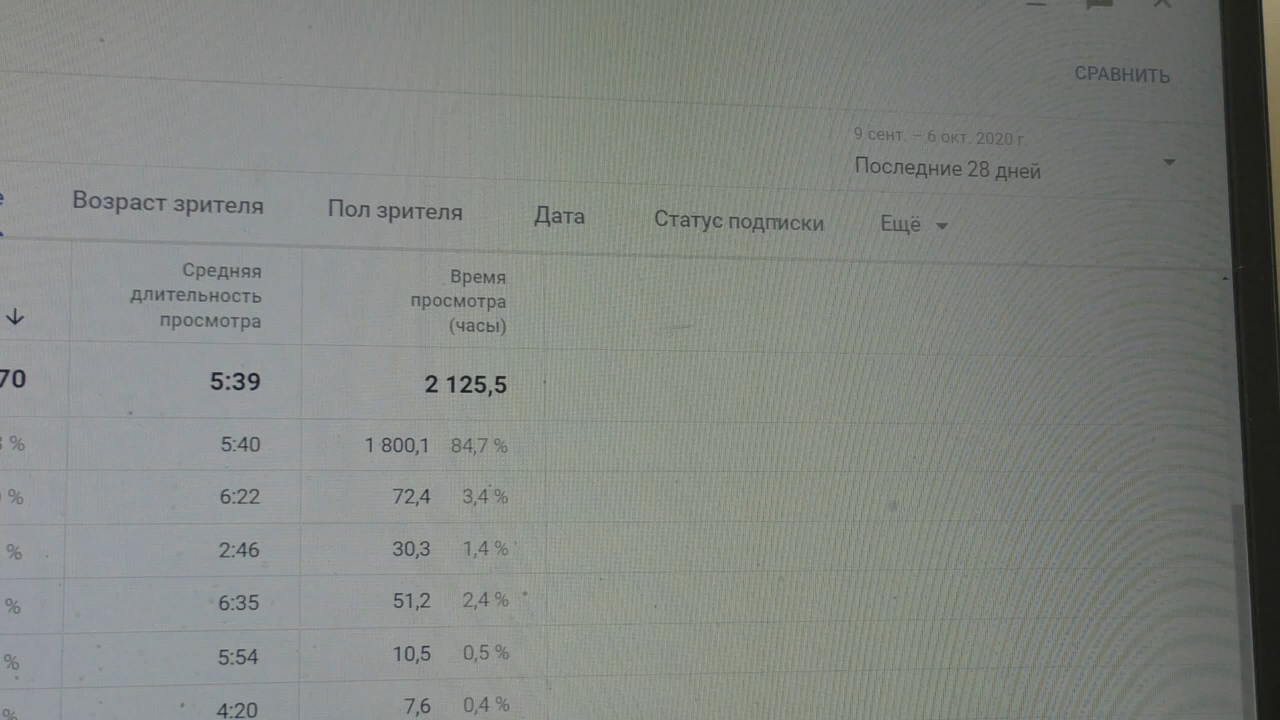 СРАВНИТЬ
9 сент. – 6 окт. 2020 г.
Последние 28 дней
Возраст зрителя Пол зрителя Дата Статус подписки Ещё
Средняя длительность просмотра Время просмотра (часы)
70 5:39 2 125,5
% 5:40 1 800,1 84,7 %
% 6:22 72,4 3,4 %
% 2:46 30,3 1,4 %
% 6:35 51,2 2,4 %
% 5:54 10,5 0,5 %
% 4:20 7,6 0,4 %